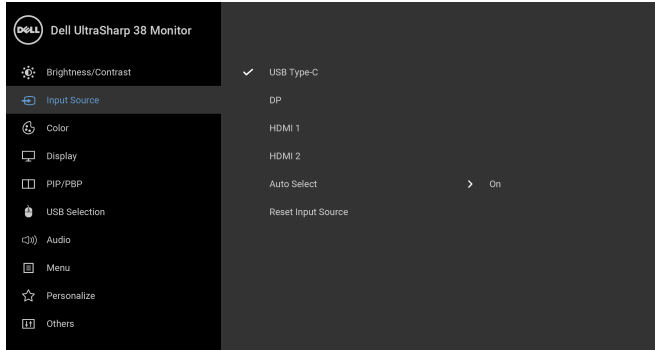 DELL Dell UltraSharp 38 Monitor
Brightness/Contrast
Input Source
Color
Display
PIP/PBP
USB Selection
Audio
Menu
Personalize
Others
USB Type-C
DP
HDMI 1
HDMI 2
Auto Select On
Reset Input Source